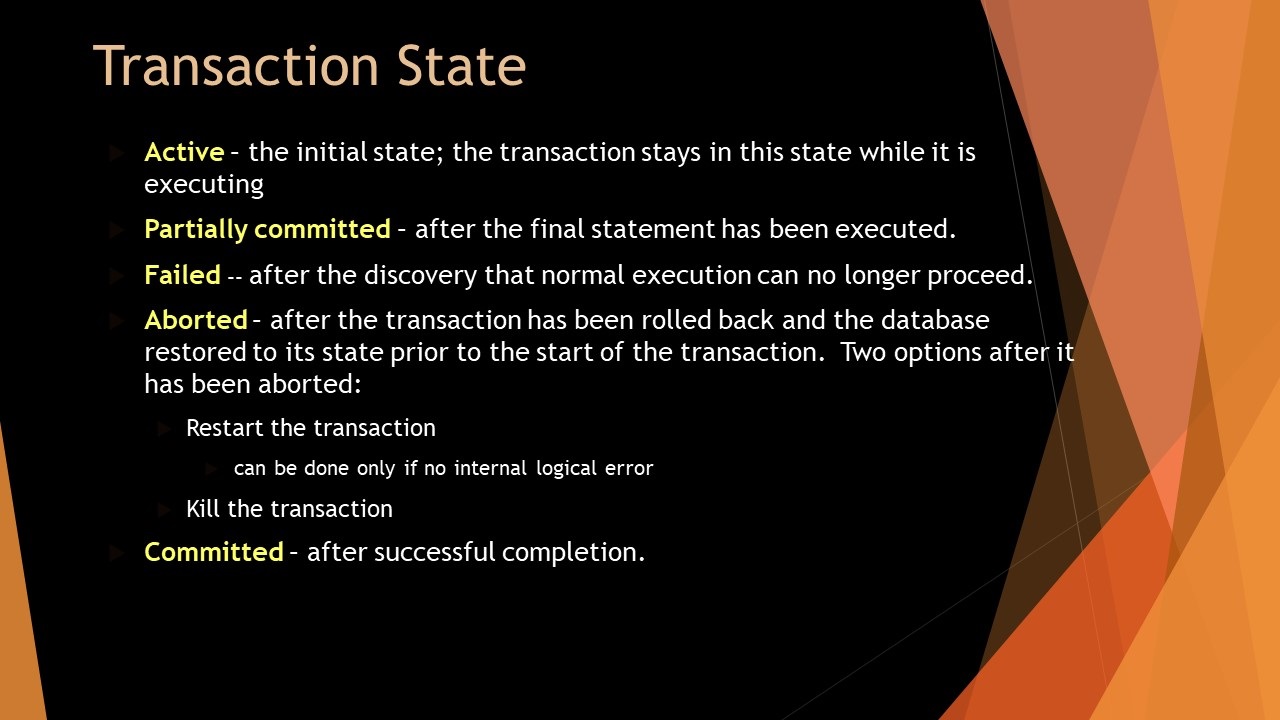 Transaction State
Active – the initial state; the transaction stays in this state while it is
executing
Partially committed – after the final statement has been executed.
Failed -- after the discovery that normal execution can no longer proceed.
Aborted – after the transaction has been rolled back and the database
restored to its state prior to the start of the transaction.  Two options after it
has been aborted:
Restart the transaction
can be done only if no internal logical error
Kill the transaction
Committed – after successful completion.